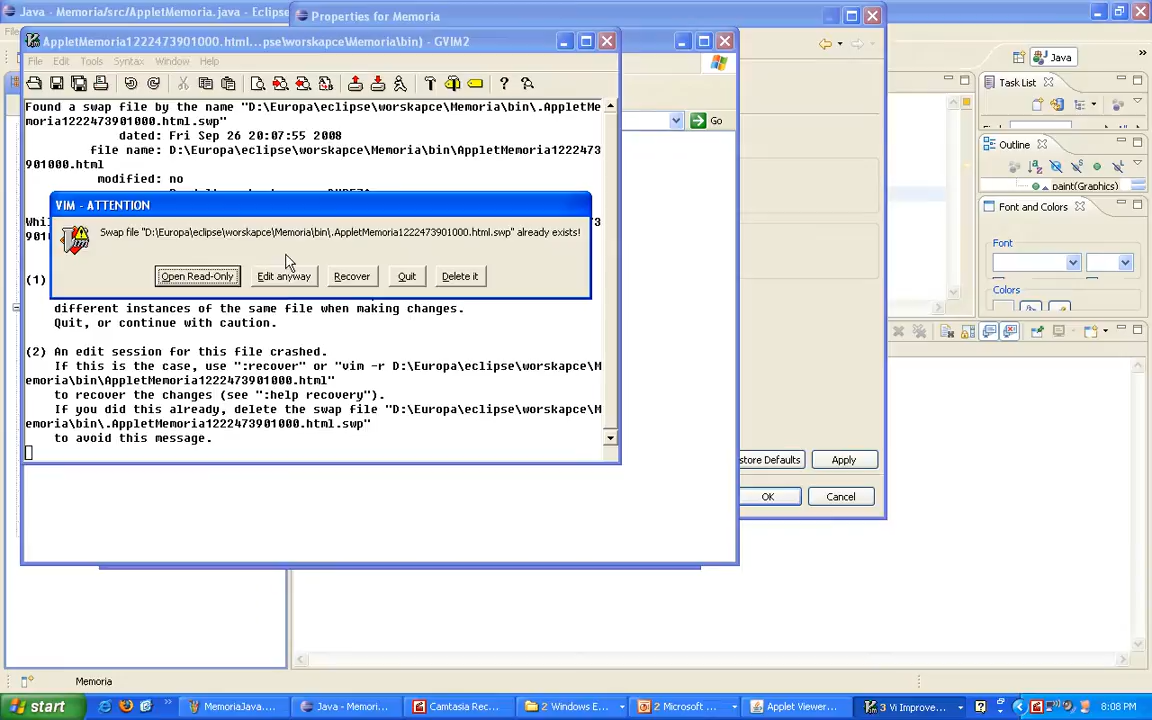 Java - Memoria/src/AppletMemoria.java - Eclipse
Properties for Memoria
AppletMemoria1222473901000.html...pse\worskapce\Memoria\bin) - GVIM2
File Edit Tools Syntax Window Help
Go
Java
Task List
Outline
paint(Graphics)
Font and Colors
Font
Colors
Found a swap file by the name "D:\Europa\eclipse\worskapce\Memoria\bin\.AppletMe
moria1222473901000.html.swp"
dated: Fri Sep 26 20:07:55 2008
file name: D:\Europa\eclipse\worskapce\Memoria\bin\AppletMemoria1222473
901000.html
modified: no
VIM - ATTENTION
Swap file "D:\Europa\eclipse\worskapce\Memoria\bin\.AppletMemoria1222473901000.html.swp" already exists!
Open Read-Only Edit anyway Recover Quit Delete it
(1)
different instances of the same file when making changes.
Quit, or continue with caution.
(2) An edit session for this file crashed.
If this is the case, use ":recover" or "vim -r D:\Europa\eclipse\worskapce\M
emoria\bin\AppletMemoria1222473901000.html"
to recover the changes (see ":help recovery").
If you did this already, delete the swap file "D:\Europa\eclipse\worskapce\M
emoria\bin\.AppletMemoria1222473901000.html.swp"
to avoid this message.
store Defaults Apply
OK Cancel
Memoria
start MemoriaJava.... Java - Memori... Camtasia Rec... 2 Windows E... 2 Microsoft ... Applet Viewer... 3 Vi Improve... 8:08 PM